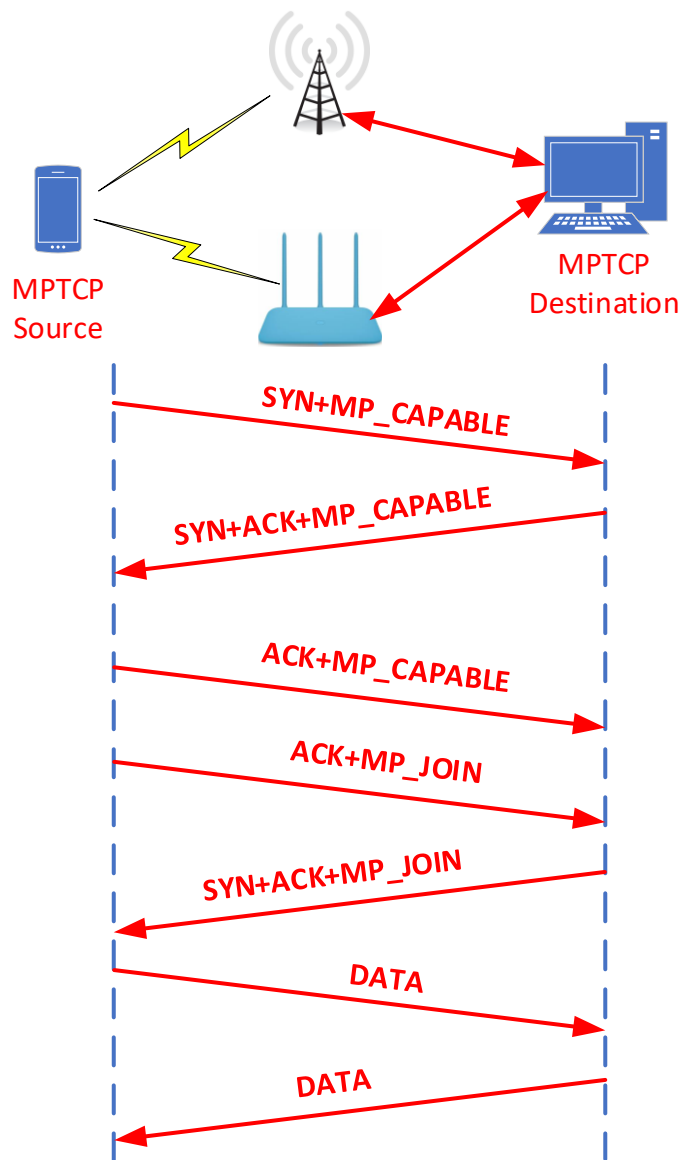 MPTCP
Source
MPTCP
Destination
SYN+MP_CAPABLE
SYN+ACK+MP_CAPABLE
ACK+MP_CAPABLE
ACK+MP_JOIN
SYN+ACK+MP_JOIN
DATA
DATA